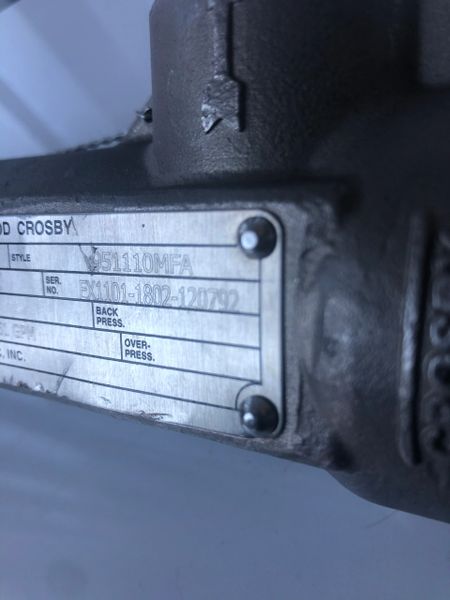 OD CROSBY
STYLE 951110MFA
SER. NO. EX1101-1802-120792
BACK PRESS.
GPM OVER- PRESS.
, INC.